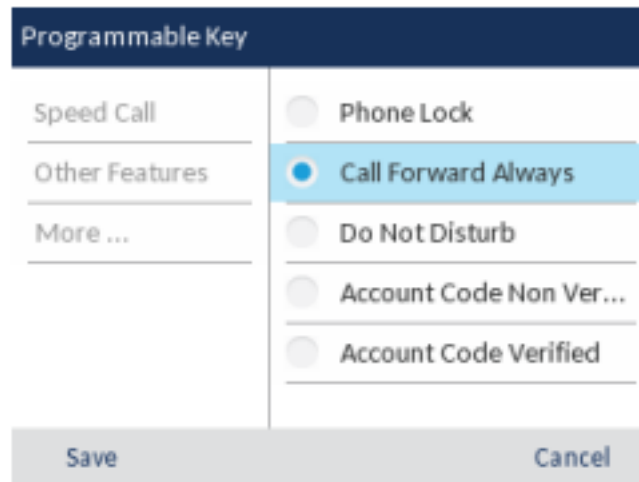 Programmable Key
Speed Call
Other Features
More ...
Phone Lock
Call Forward Always
Do Not Disturb
Account Code Non Ver...
Account Code Verified
Save
Cancel